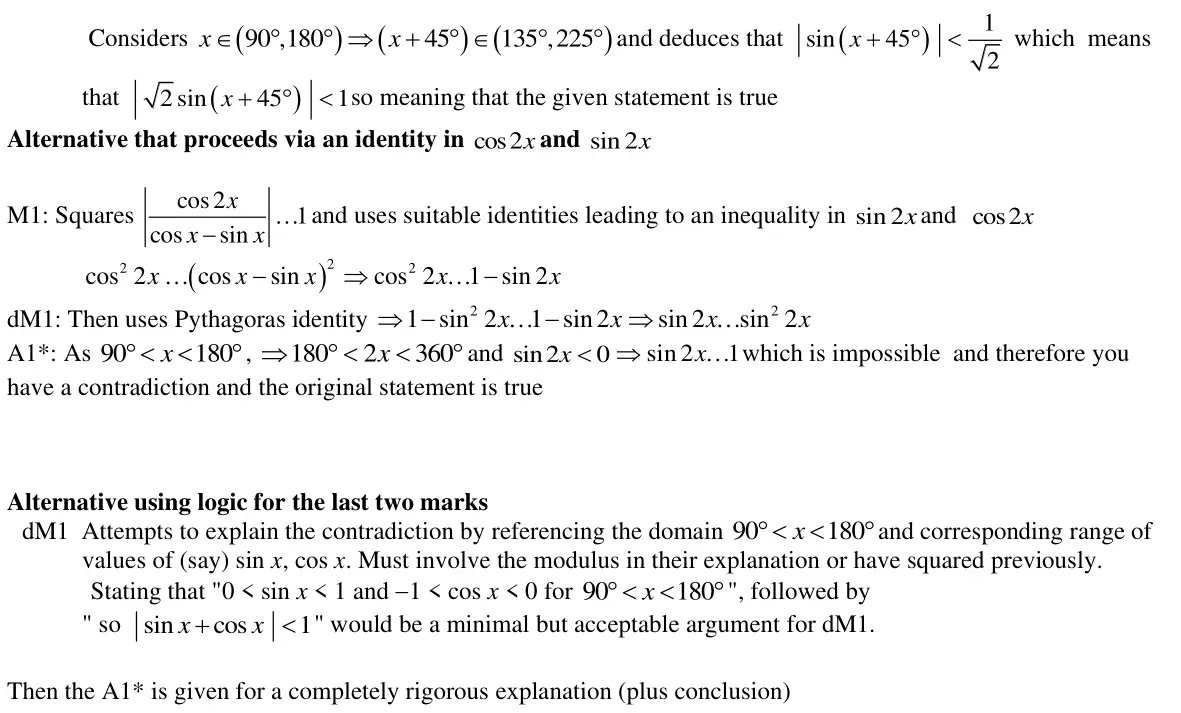 Considers x ∈ (90°,180°) ⇒ (x + 45°) ∈ (135°, 225°) and deduces that |sin(x + 45°)| < 1/√2 which means
that |√2 sin(x + 45°)| < 1 so meaning that the given statement is true
Alternative that proceeds via an identity in cos 2x and sin 2x
M1: Squares |cos 2x / (cos x − sin x)| …1 and uses suitable identities leading to an inequality in sin 2x and cos 2x
cos² 2x …(cos x − sin x)² ⇒ cos² 2x…1 − sin 2x
dM1: Then uses Pythagoras identity ⇒ 1 − sin² 2x…1 − sin 2x ⇒ sin 2x…sin² 2x
A1*: As 90° < x < 180° , ⇒ 180° < 2x < 360° and sin 2x < 0 ⇒ sin 2x…1 which is impossible and therefore you
have a contradiction and the original statement is true
Alternative using logic for the last two marks
dM1 Attempts to explain the contradiction by referencing the domain 90° < x < 180° and corresponding range of
values of (say) sin x, cos x. Must involve the modulus in their explanation or have squared previously.
Stating that "0 < sin x < 1 and −1 < cos x < 0 for 90° < x < 180° ", followed by
" so |sin x + cos x| < 1" would be a minimal but acceptable argument for dM1.
Then the A1* is given for a completely rigorous explanation (plus conclusion)